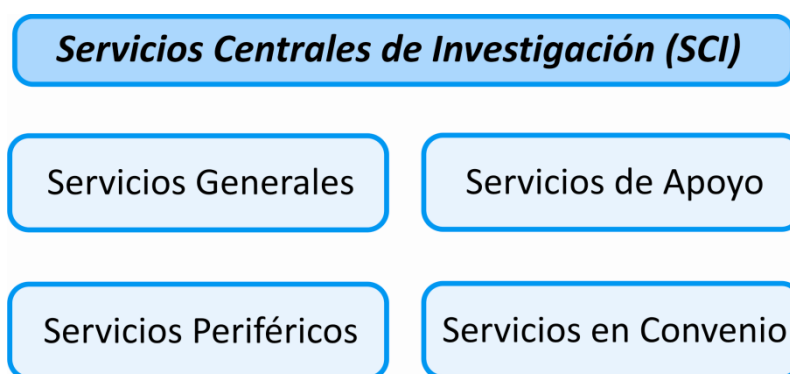 Servicios Centrales de Investigación (SCI)
Servicios Generales
Servicios de Apoyo
Servicios Periféricos
Servicios en Convenio